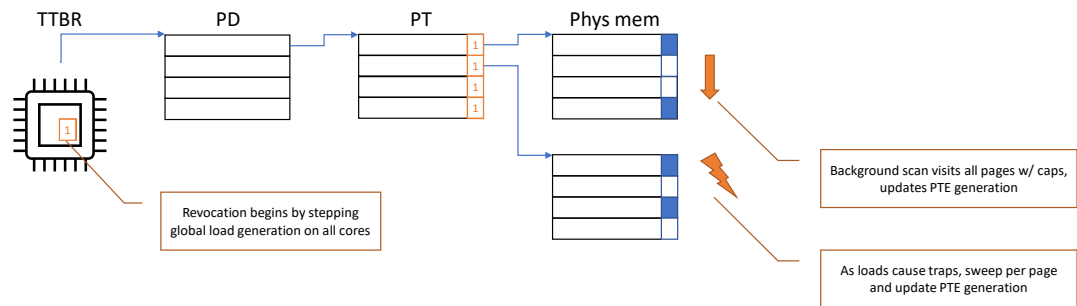 TTBR
PD
PT
Phys mem
1
1
1
1
1
Revocation begins by stepping
global load generation on all cores
Background scan visits all pages w/ caps,
updates PTE generation
As loads cause traps, sweep per page
and update PTE generation